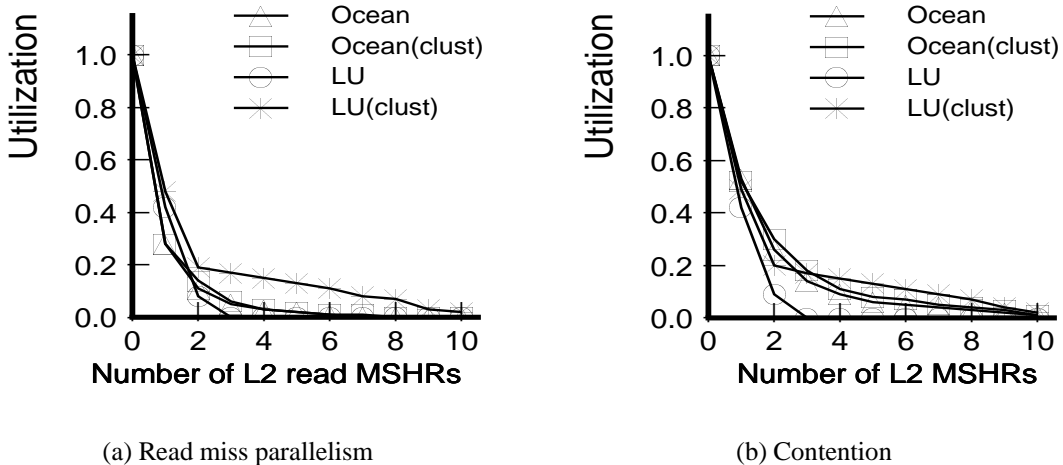 Utilization
1.0
0.8
0.6
0.4
0.2
0.0
0 2 4 6 8 10
Number of L2 read MSHRs
Ocean
Ocean(clust)
LU
LU(clust)
(a) Read miss parallelism
Utilization
1.0
0.8
0.6
0.4
0.2
0.0
0 2 4 6 8 10
Number of L2 MSHRs
Ocean
Ocean(clust)
LU
LU(clust)
(b) Contention